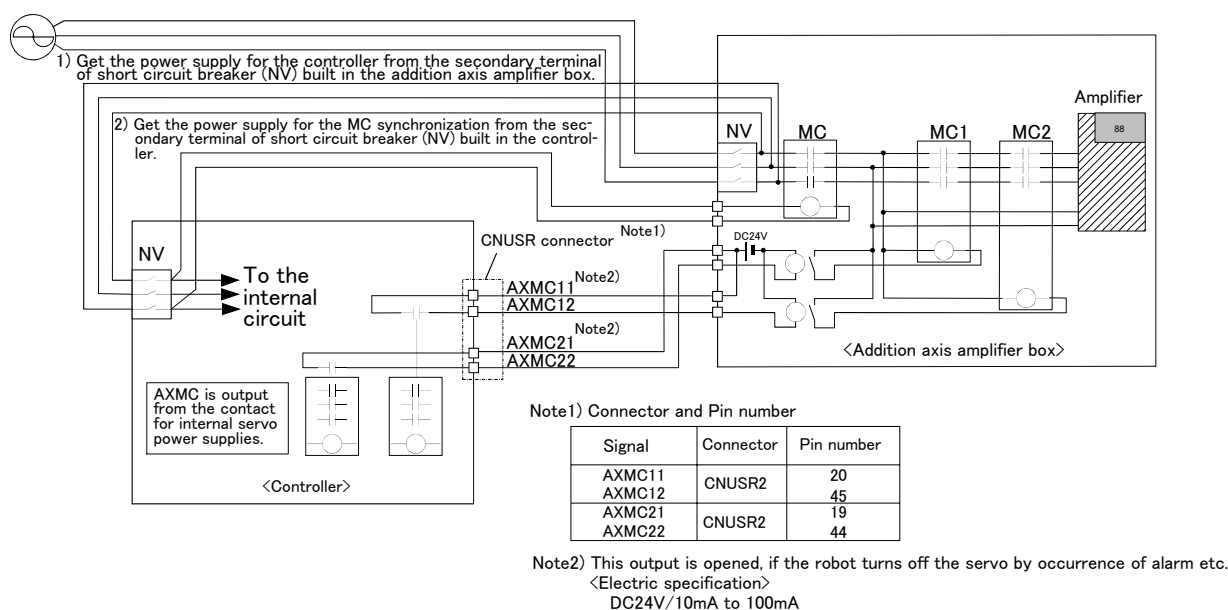 1) Get the power supply for the controller from the secondary terminal
of short circuit breaker (NV) built in the addition axis amplifier box.
2) Get the power supply for the MC synchronization from the sec-
ondary terminal of short circuit breaker (NV) built in the control-
ler.
Amplifier
88
NV
MC
MC1
MC2
DC24V
<Addition axis amplifier box>
NV
To the
internal
circuit
CNUSR connector
Note1)
AXMC11
Note2)
AXMC12
AXMC21
Note2)
AXMC22
AXMC is output
from the contact
for internal servo
power supplies.
<Controller>
Note1) Connector and Pin number
Signal Connector Pin number
AXMC11 CNUSR2 20
AXMC12 45
AXMC21 CNUSR2 19
AXMC22 44
Note2) This output is opened, if the robot turns off the servo by occurrence of alarm etc.
<Electric specification>
DC24V/10mA to 100mA